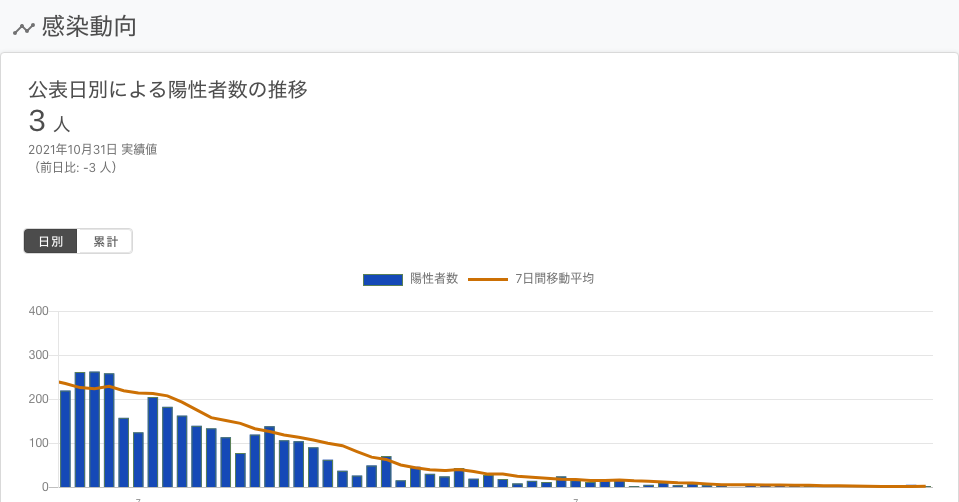 感染動向
公表日別による陽性者数の推移
3 人
2021年10月31日 実績値
（前日比: -3 人）
日別 累計
陽性者数 7日間移動平均
400
300
200
100
0